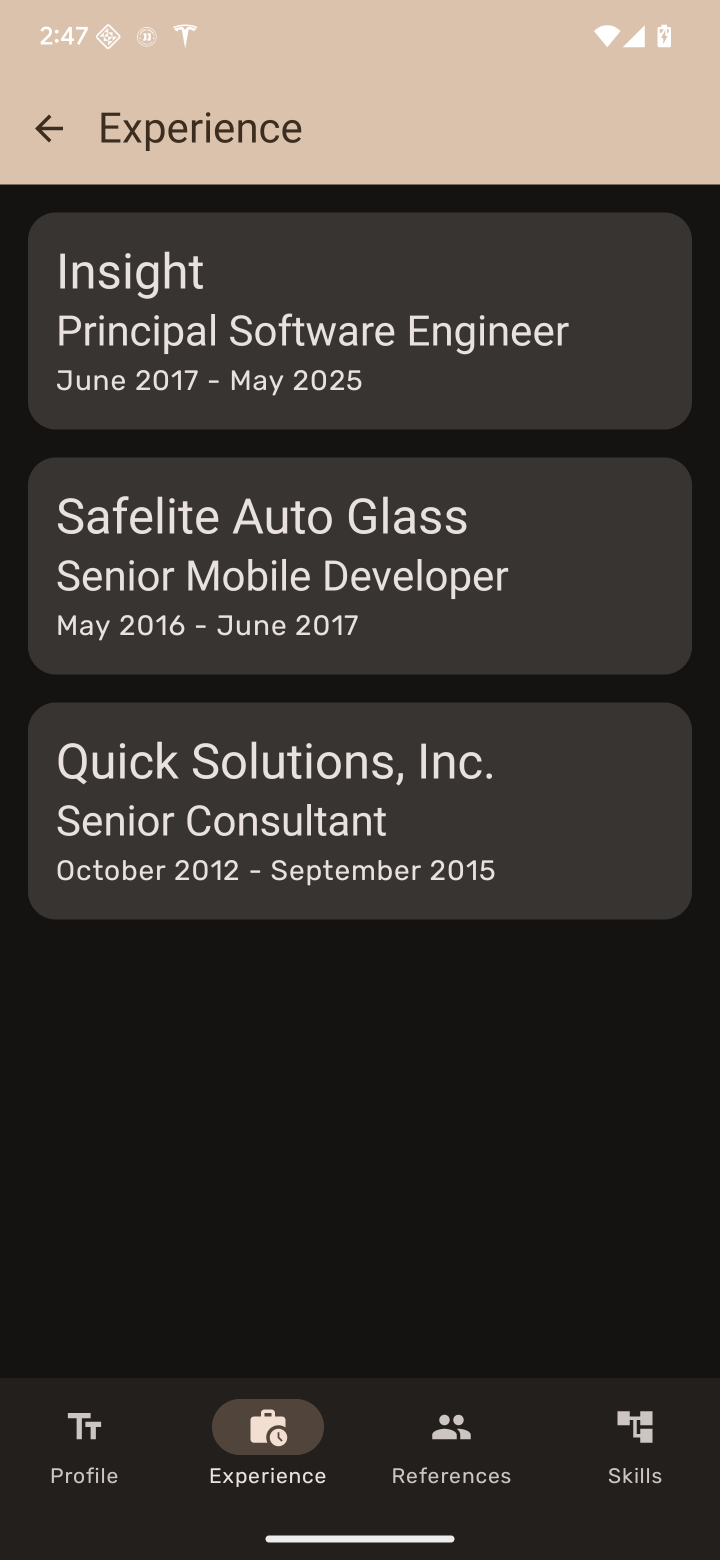 2:47
Experience
Insight
Principal Software Engineer
June 2017 - May 2025
Safelite Auto Glass
Senior Mobile Developer
May 2016 - June 2017
Quick Solutions, Inc.
Senior Consultant
October 2012 - September 2015
Profile
Experience
References
Skills